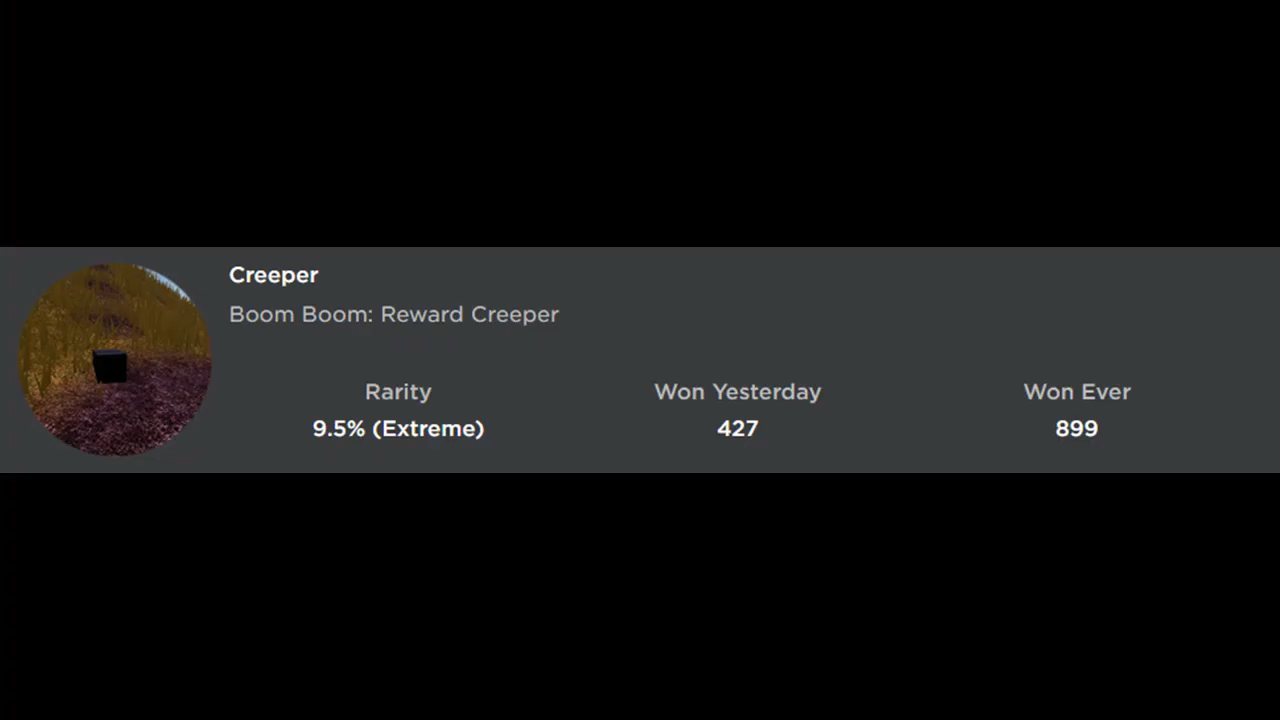 Creeper
Boom Boom: Reward Creeper
Rarity Won Yesterday Won Ever
9.5% (Extreme) 427 899